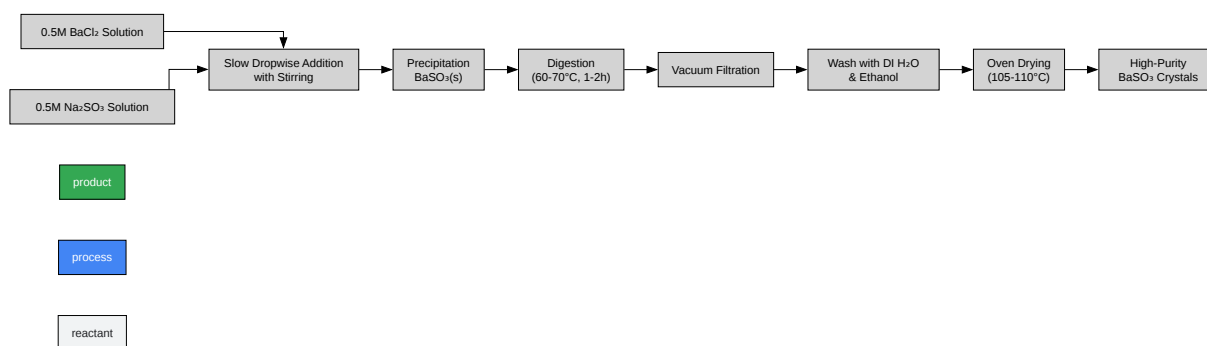 0.5M BaCl₂ Solution
0.5M Na₂SO₃ Solution
Slow Dropwise Addition
with Stirring
Precipitation
BaSO₃(s)
Digestion
(60-70°C, 1-2h)
Vacuum Filtration
Wash with DI H₂O
& Ethanol
Oven Drying
(105-110°C)
High-Purity
BaSO₃ Crystals
product
process
reactant